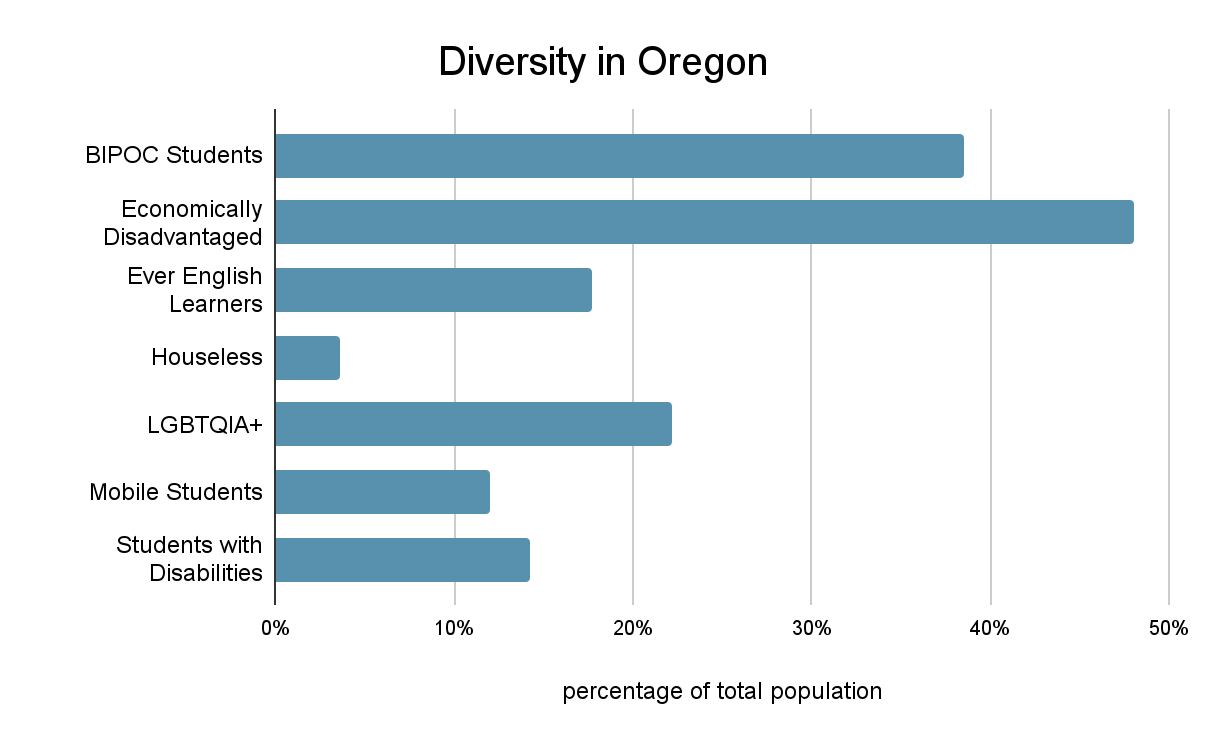 Diversity in Oregon
BIPOC Students
Economically
Disadvantaged
Ever English
Learners
Houseless
LGBTQIA+
Mobile Students
Students with
Disabilities
0% 10% 20% 30% 40% 50%
percentage of total population